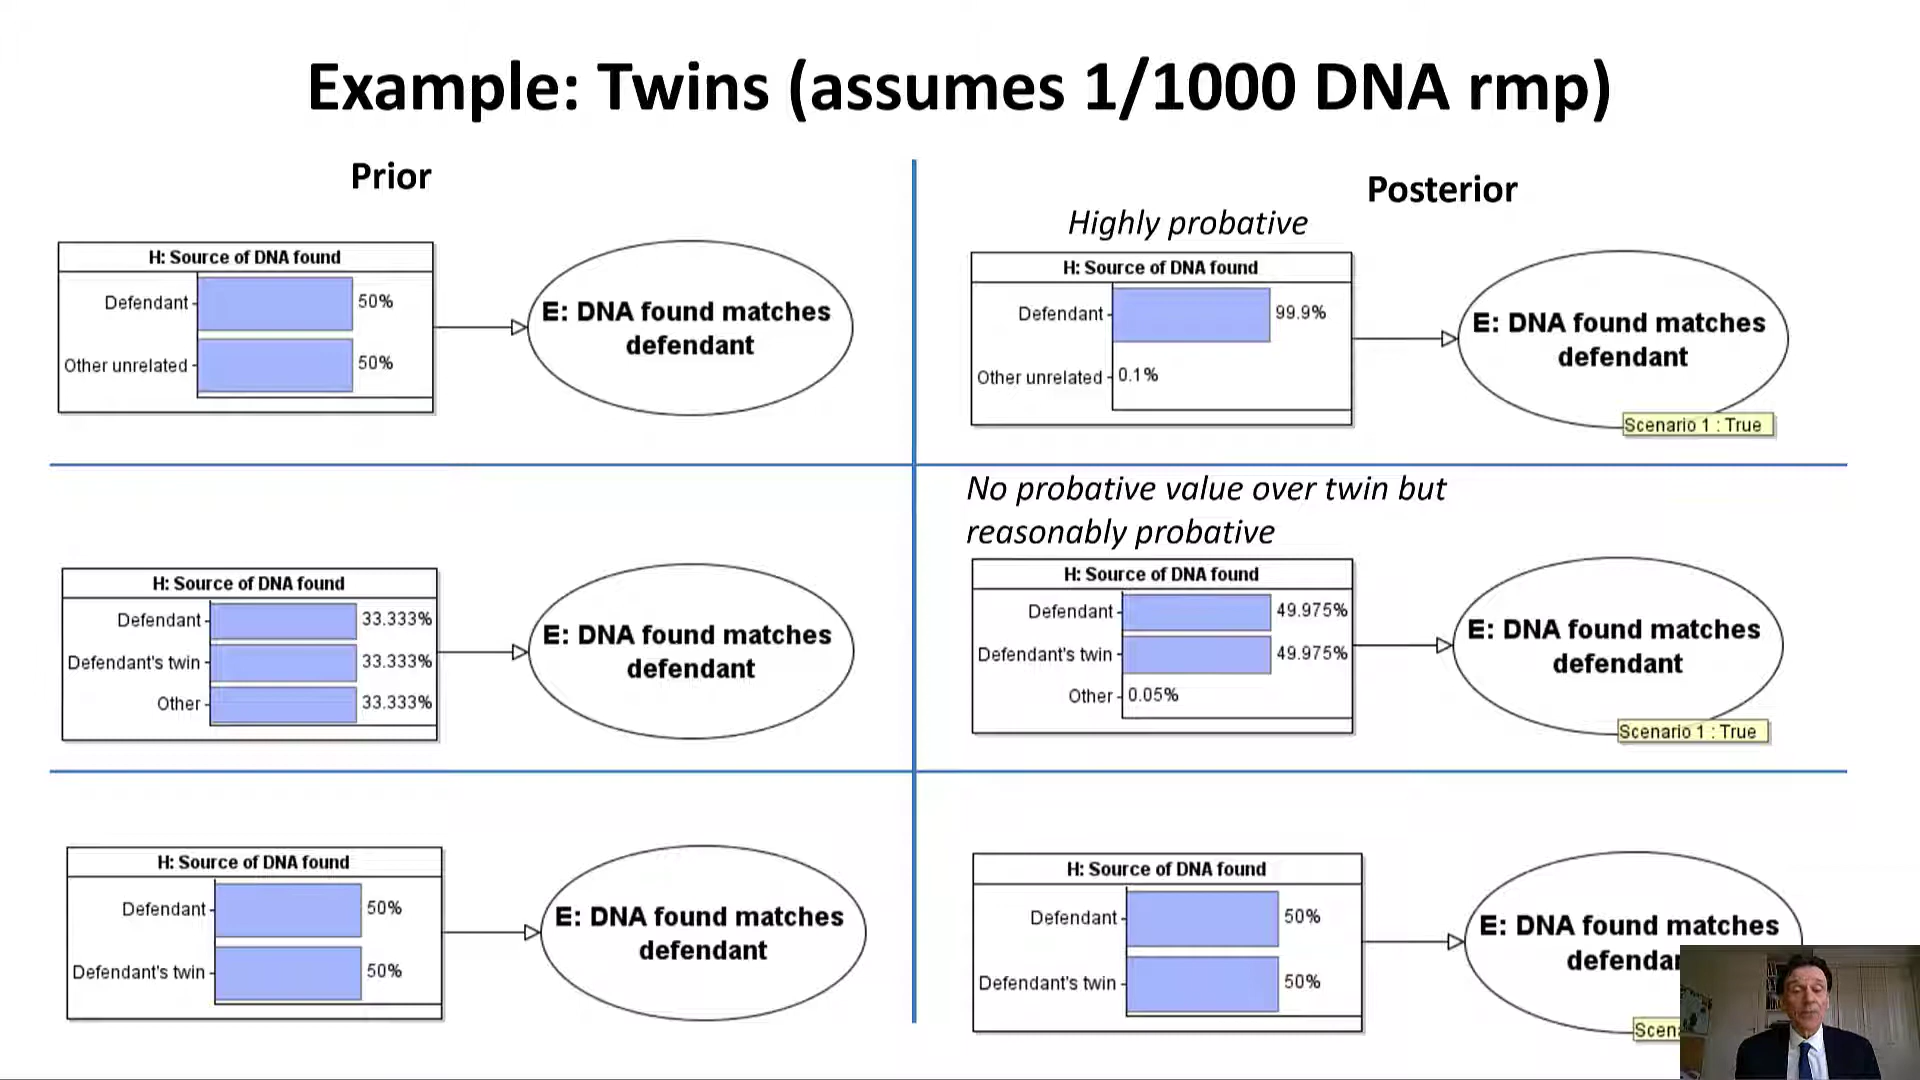 Example: Twins (assumes 1/1000 DNA rmp)
Prior
Posterior
H: Source of DNA found
Defendant
50%
Other unrelated
50%
E: DNA found matches
defendant
Highly probative
H: Source of DNA found
Defendant
99.9%
Other unrelated
0.1%
E: DNA found matches
defendant
Scenario 1 : True
H: Source of DNA found
Defendant
33.333%
Defendant's twin
33.333%
Other
33.333%
E: DNA found matches
defendant
No probative value over twin but
reasonably probative
H: Source of DNA found
Defendant
49.975%
Defendant's twin
49.975%
Other
0.05%
E: DNA found matches
defendant
Scenario 1 : True
H: Source of DNA found
Defendant
50%
Defendant's twin
50%
E: DNA found matches
defendant
H: Source of DNA found
Defendant
50%
Defendant's twin
50%
E: DNA found matches